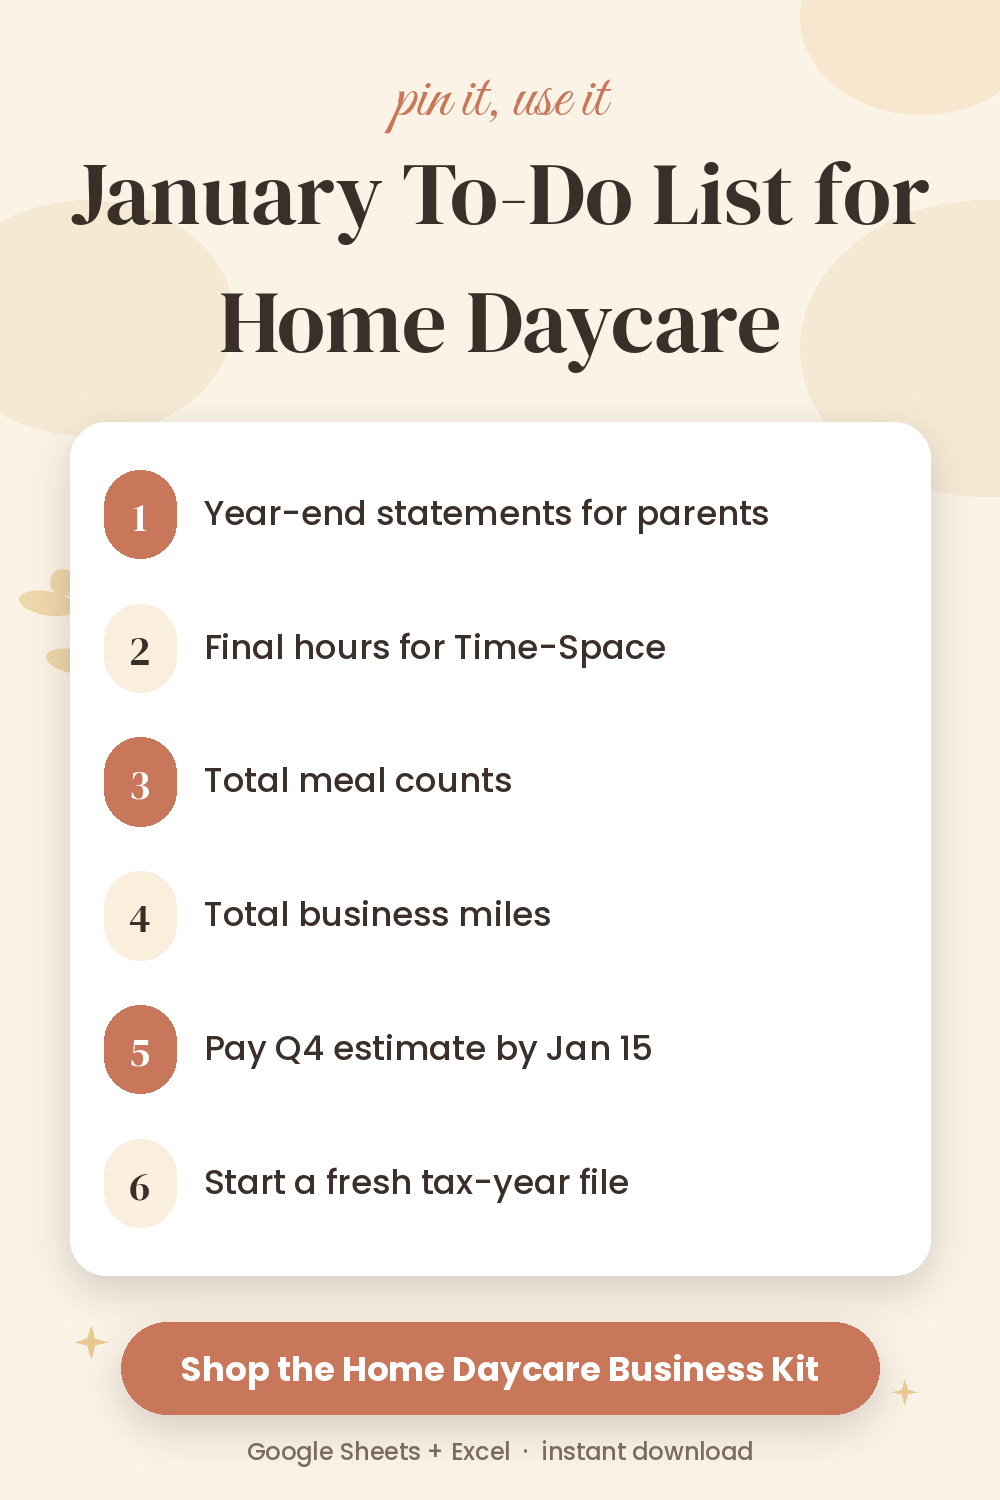 pin it, use it
January To-Do List for
Home Daycare
1 Year-end statements for parents
2 Final hours for Time-Space
3 Total meal counts
4 Total business miles
5 Pay Q4 estimate by Jan 15
6 Start a fresh tax-year file
Shop the Home Daycare Business Kit
Google Sheets + Excel · instant download